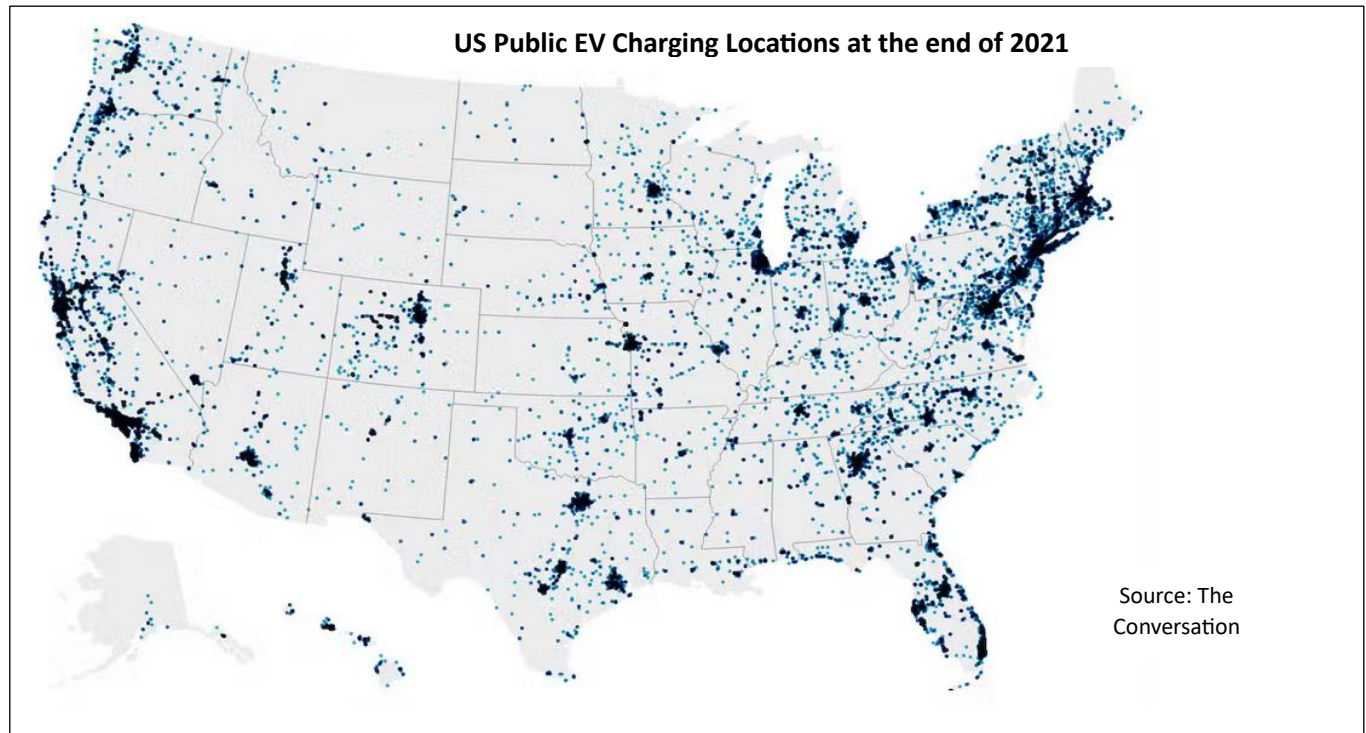 US Public EV Charging Locations at the end of 2021
Source: The
Conversation